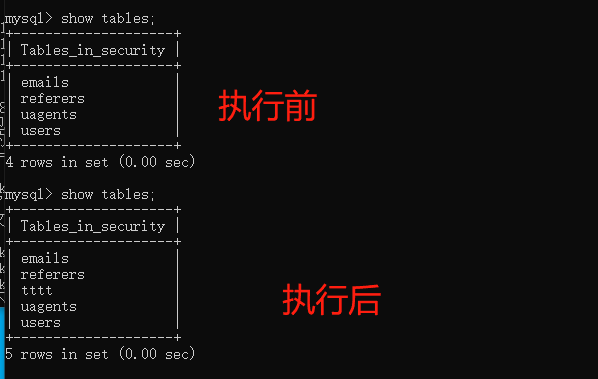 mysql> show tables;
+--------------------+
| Tables_in_security |
+--------------------+
| emails |
| referers |
| uagents |
| users |
+--------------------+
4 rows in set (0.00 sec)
执行前
mysql> show tables;
+--------------------+
| Tables_in_security |
+--------------------+
| emails |
| referers |
| tttt |
| uagents |
| users |
+--------------------+
5 rows in set (0.00 sec)
执行后